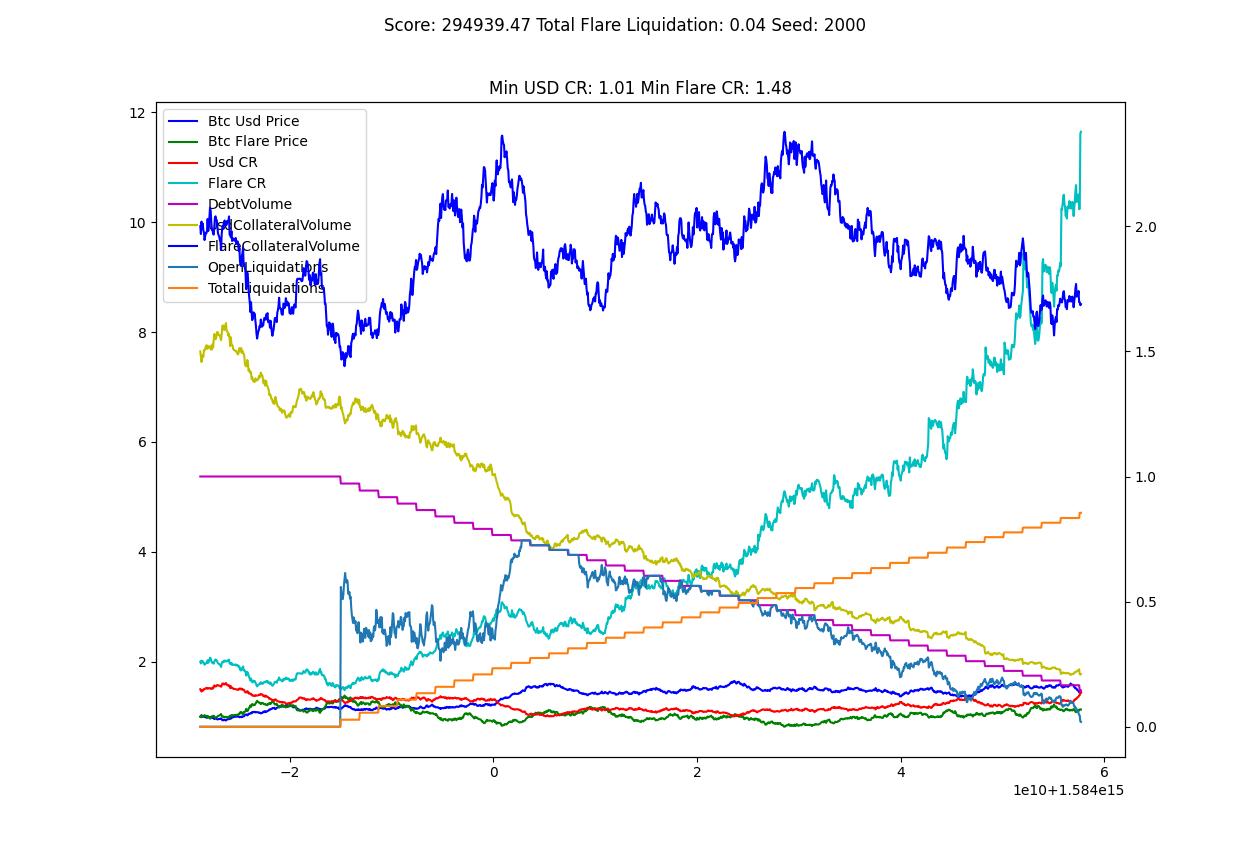 Score: 294939.47 Total Flare Liquidation: 0.04 Seed: 2000
Min USD CR: 1.01 Min Flare CR: 1.48
12
10
8
6
4
2
Btc Usd Price
Btc Flare Price
Usd CR
Flare CR
DebtVolume
UsdCollateralVolume
FlareCollateralVolume
OpenLiquidations
TotalLiquidations
2.0
1.5
1.0
0.5
0.0
−2
0
2
4
6
1e10+1.584e15